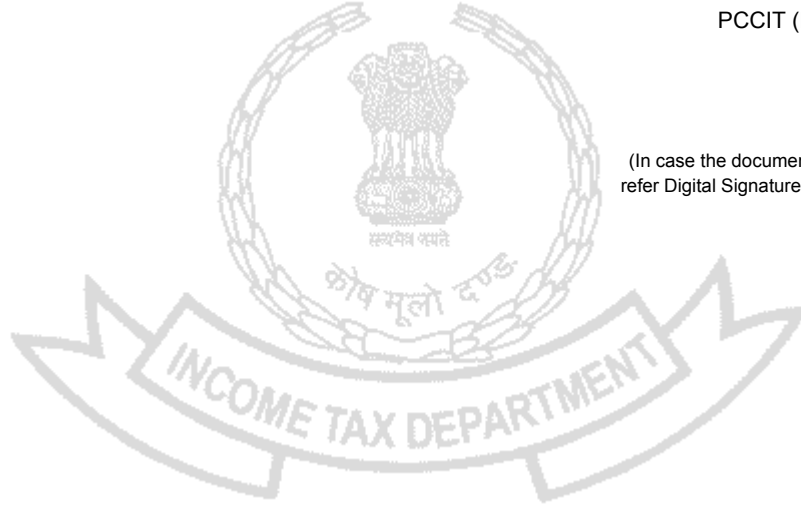 PCCIT (
(In case the documen
refer Digital Signature
सत्यमेव जयते
कोष मूलो दण्ड:
INCOME TAX DEPARTMENT